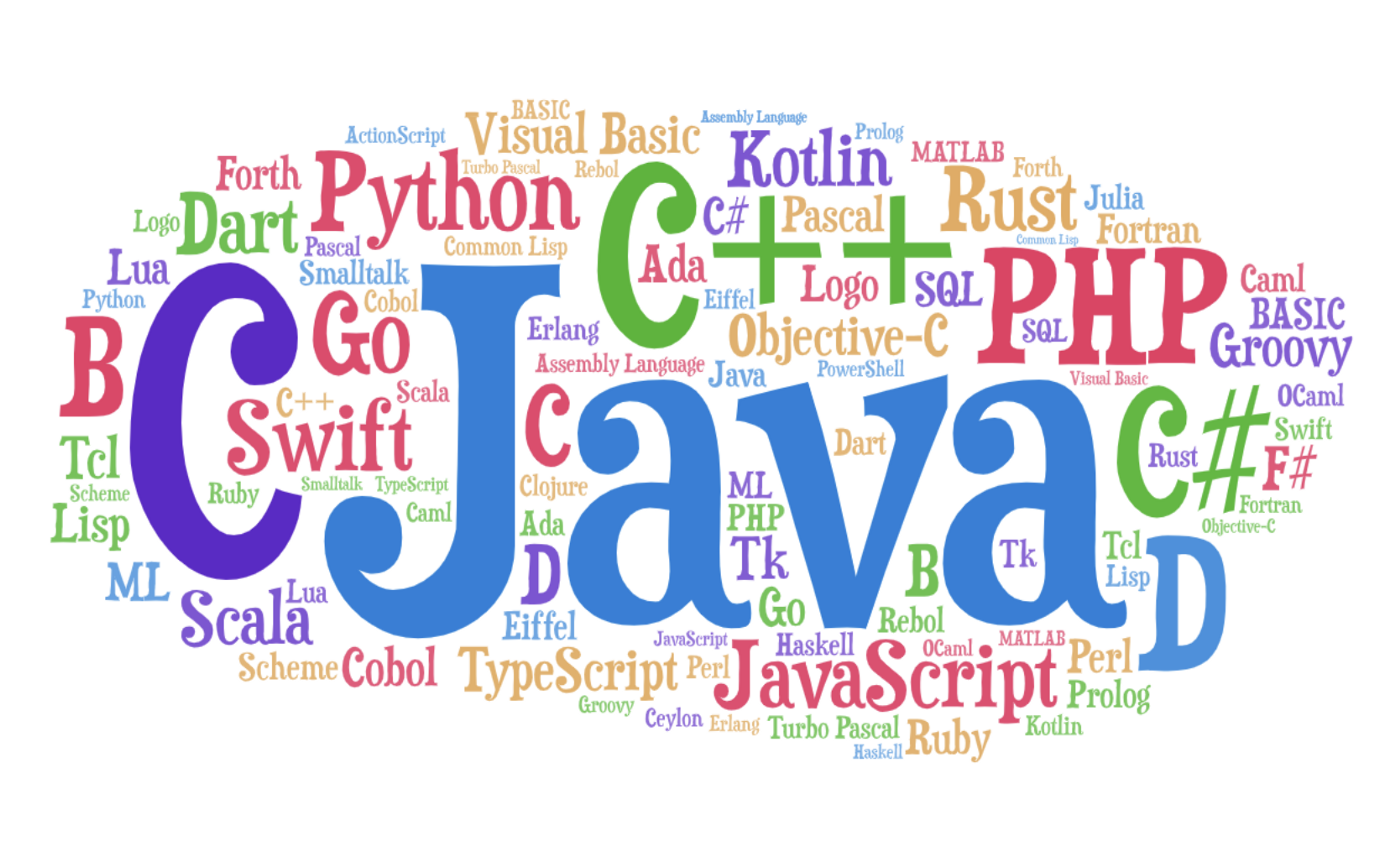 BASIC
Assembly Language
ActionScript
Visual Basic
Kotlin
Prolog
MATLAB
Forth
Python
Turbo Pascal
Rebol
Forth
Rust
Julia
Logo
Dart
C++
C#
Pascal
Fortran
Pascal
Common Lisp
Common Lisp
Lua
Smalltalk
Ada
Logo
SQL
PHP
Caml
Python
Cobol
Eiffel
BASIC
B
C
Go
Java
Erlang
Objective-C
SQL
Groovy
Assembly Language
Java
PowerShell
Visual Basic
Scala
C++
Swift
C
C#
OCaml
Swift
Tcl
Dart
Rust
F#
Scheme
Ruby
Smalltalk
TypeScript
Clojure
ML
Fortran
Lisp
Caml
Ada
PHP
Objective-C
ML
D
Tk
B
Tk
Tcl
Lisp
D
Scala
Lua
Eiffel
Go
Rebol
Scheme
Cobol
TypeScript
JavaScript
Perl
Haskell
JavaScript
OCaml
MATLAB
Perl
Prolog
Groovy
Ceylon
Erlang
Turbo Pascal
Ruby
Kotlin
Haskell